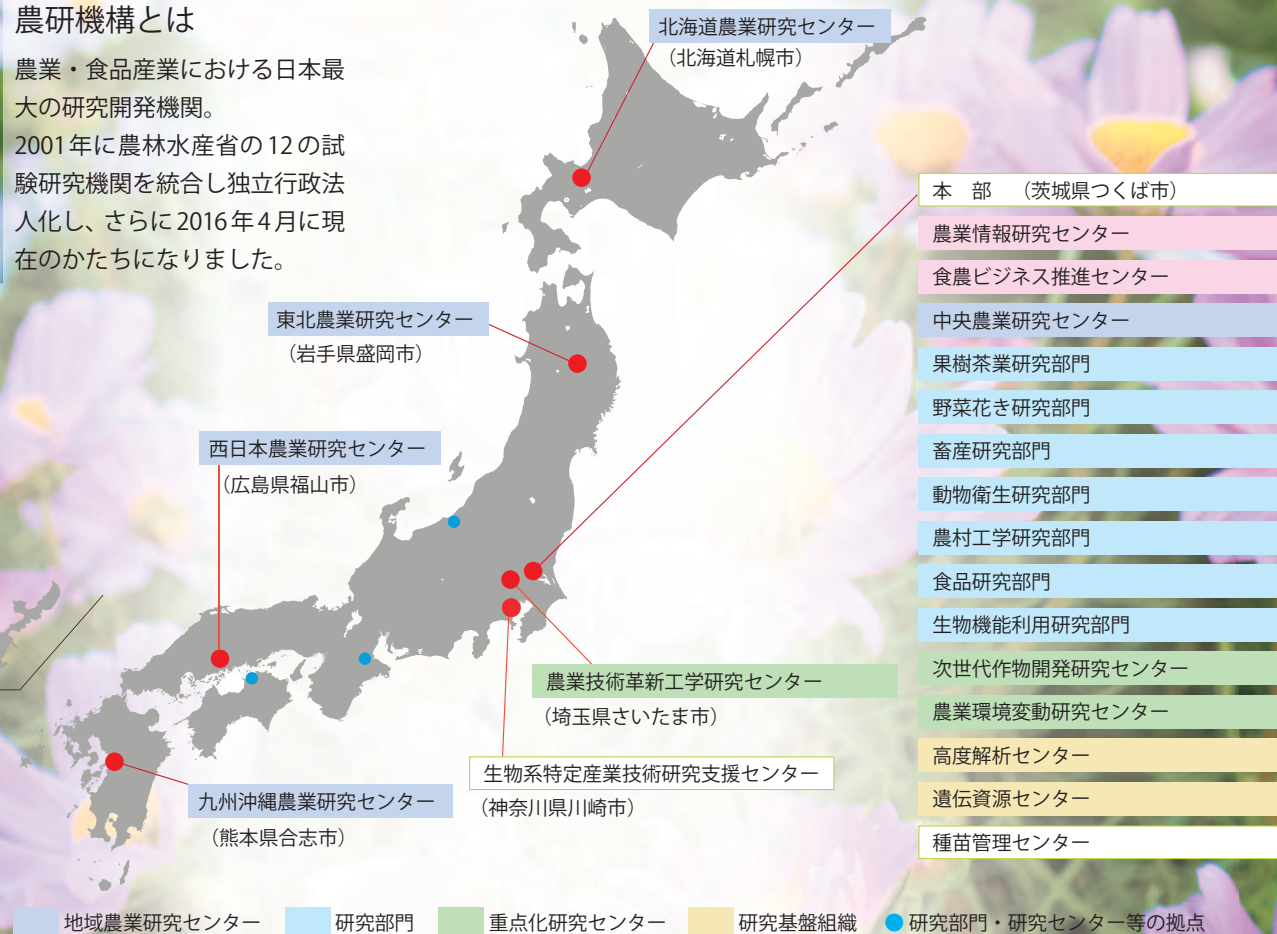 農研機構とは
農業・食品産業における日本最
大の研究開発機関。
2001年に農林水産省の12の試
験研究機関を統合し独立行政法
人化し、さらに2016年4月に現
在のかたちになりました。
北海道農業研究センター
（北海道札幌市）
東北農業研究センター
（岩手県盛岡市）
西日本農業研究センター
（広島県福山市）
九州沖縄農業研究センター
（熊本県合志市）
農業技術革新工学研究センター
（埼玉県さいたま市）
生物系特定産業技術研究支援センター
（神奈川県川崎市）
本　部　（茨城県つくば市）
農業情報研究センター
食農ビジネス推進センター
中央農業研究センター
果樹茶業研究部門
野菜花き研究部門
畜産研究部門
動物衛生研究部門
農村工学研究部門
食品研究部門
生物機能利用研究部門
次世代作物開発研究センター
農業環境変動研究センター
高度解析センター
遺伝資源センター
種苗管理センター
地域農業研究センター　研究部門　重点化研究センター　研究基盤組織　研究部門・研究センター等の拠点